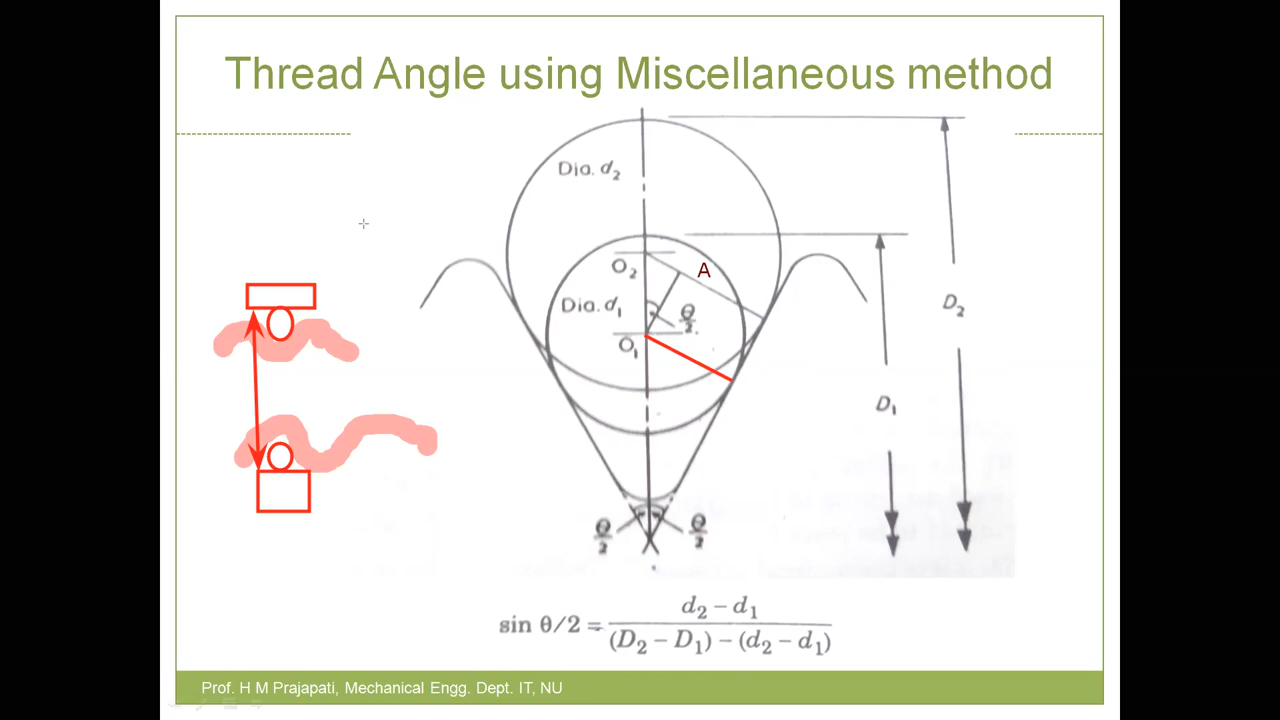 Thread Angle using Miscellaneous method
Dia. d₂
D₂
O₂
A
Dia. d₁
θ/2
O₁
D₁
θ/2
θ/2
sin θ/2 = (d₂ − d₁) / ((D₂ − D₁) − (d₂ − d₁))
Prof. H M Prajapati, Mechanical Engg. Dept. IT, NU